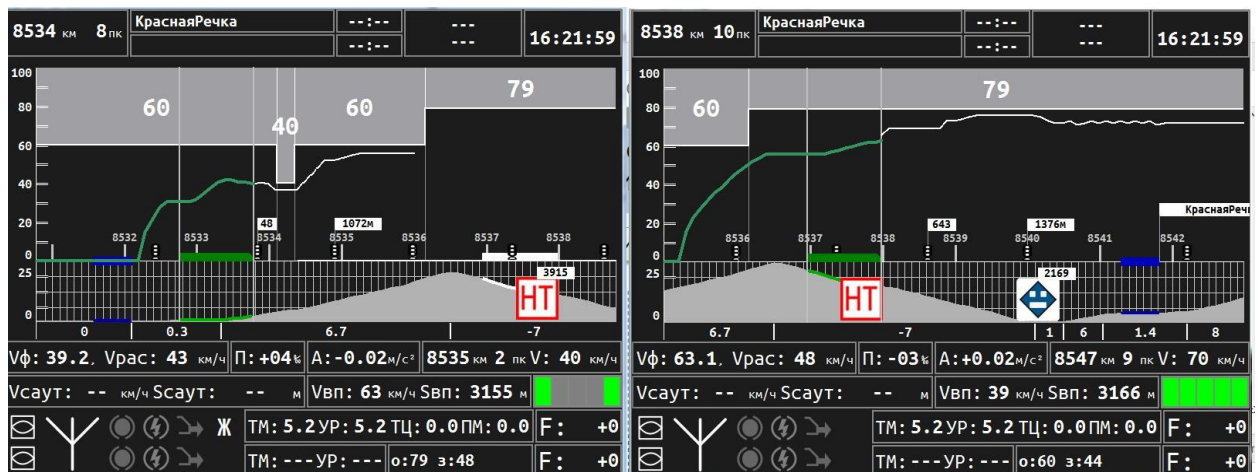 8534 км 8 пк КраснаяРечка --:-- --- 16:21:59
--:-- ---
100
80
60
40
20
0
60 40 60 79
48 1072м
8532 8533 8534 8535 8536 8537 8538
25
0
3915
НТ
0 0.3 6.7 -7
Vф: 39.2, Vрас: 43 км/ч П: +04‰ А: -0.02м/с² 8535 км 2 пк V: 40 км/ч
Vсаут: -- км/ч Sсаут: -- м Vвп: 63 км/ч Sвп: 3155 м
Ж ТМ: 5.2 УР: 5.2 ТЦ: 0.0 ПМ: 0.0 F: +0
ТМ: --- УР: --- о:79 з:48 F: +0
8538 км 10 пк КраснаяРечка --:-- --- 16:21:59
--:-- ---
100
80
60
40
20
0
60 79
КраснаяРеч
643 1376м
8536 8537 8538 8539 8540 8541 8542
25
0
2169
НТ
6.7 -7 1 6 1.4 8
Vф: 63.1, Vрас: 48 км/ч П: -03‰ А: +0.02м/с² 8547 км 9 пк V: 70 км/ч
Vсаут: -- км/ч Sсаут: -- м Vвп: 39 км/ч Sвп: 3166 м
ТМ: 5.2 УР: 5.2 ТЦ: 0.0 ПМ: 0.0 F: +0
ТМ: --- УР: --- о:60 з:44 F: +0